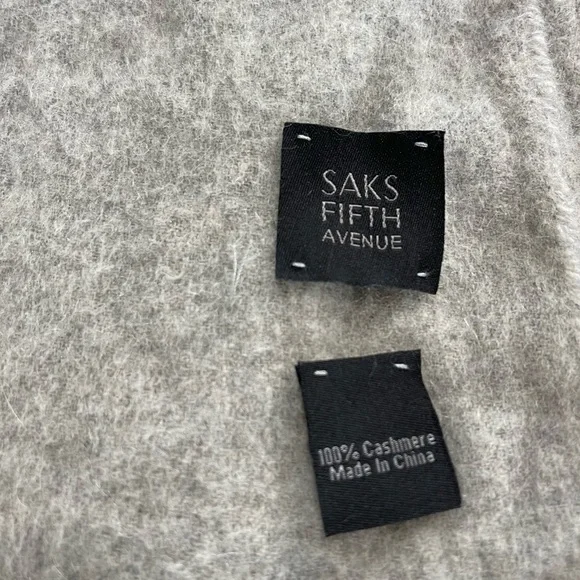 SAKS
FIFTH
AVENUE
100% Cashmere
Made In China